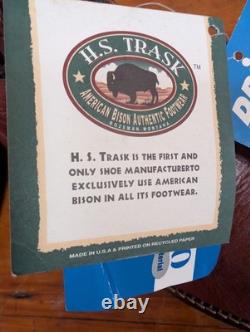 H.S. TRASK
TM
AMERICAN BISON AUTHENTIC FOOTWEAR
BOZEMAN, MONTANA
H. S. TRASK IS THE FIRST AND
ONLY SHOE MANUFACTURERTO
EXCLUSIVELY USE AMERICAN
BISON IN ALL ITS FOOTWEAR.
MADE IN U.S.A & PRINTED ON RECYCLED PAPER